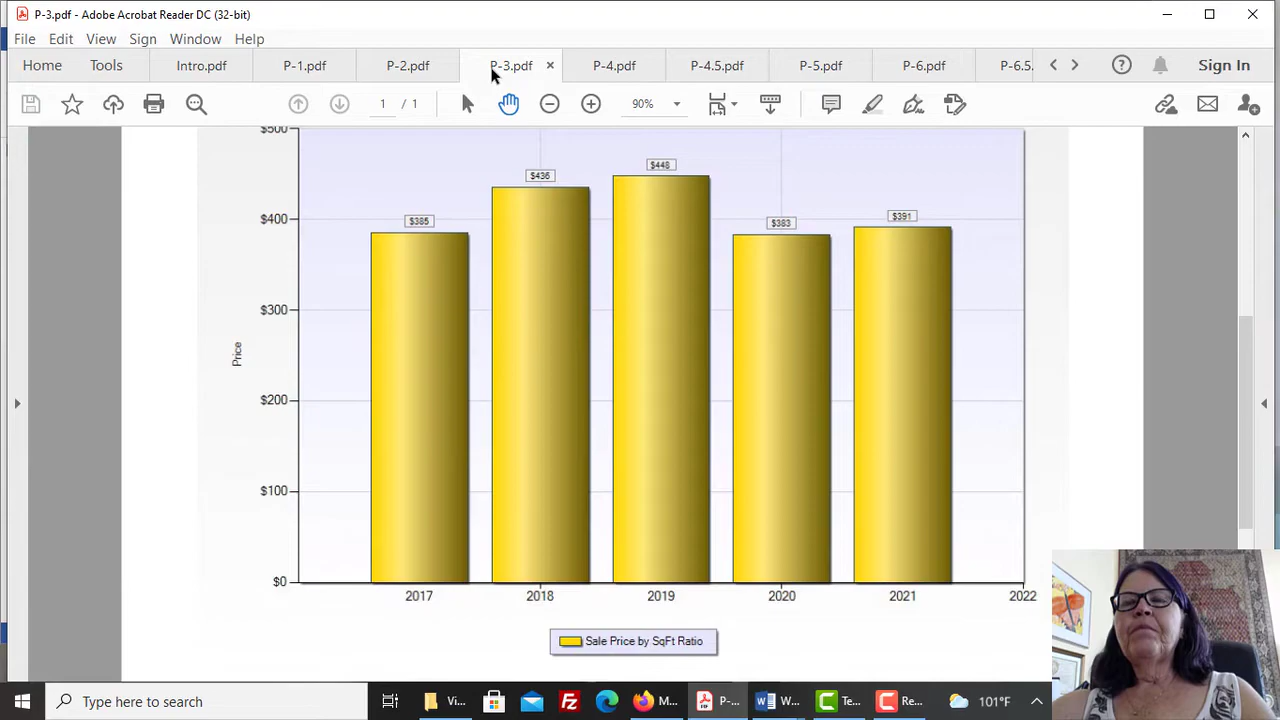 P-3.pdf - Adobe Acrobat Reader DC (32-bit)
File Edit View Sign Window Help
Home Tools Intro.pdf P-1.pdf P-2.pdf P-3.pdf × P-4.pdf P-4.5.pdf P-5.pdf P-6.pdf P-6.5. Sign In
1 / 1 90%
$500
$448
$436
$400
$391
$385
$383
$300
Price
$200
$100
$0
2017 2018 2019 2020 2021 2022
Sale Price by SqFt Ratio
Type here to search Vi... M... P-... W... Te... Re... 101°F